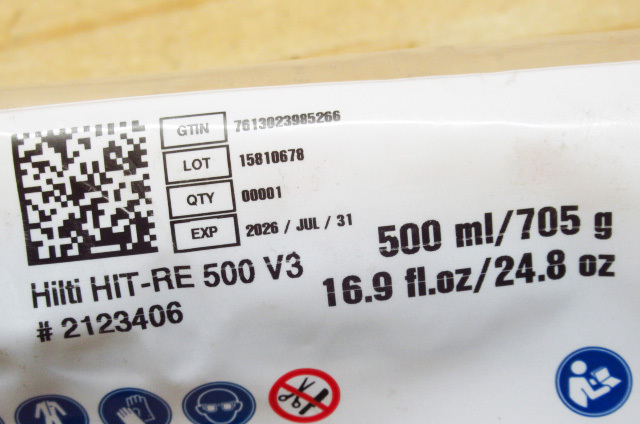 GTIN 7613023985266
LOT 15810678
QTY 00001
EXP 2026 / JUL / 31
500 ml/705 g
16.9 fl.oz/24.8 oz
Hilti HIT-RE 500 V3
# 2123406